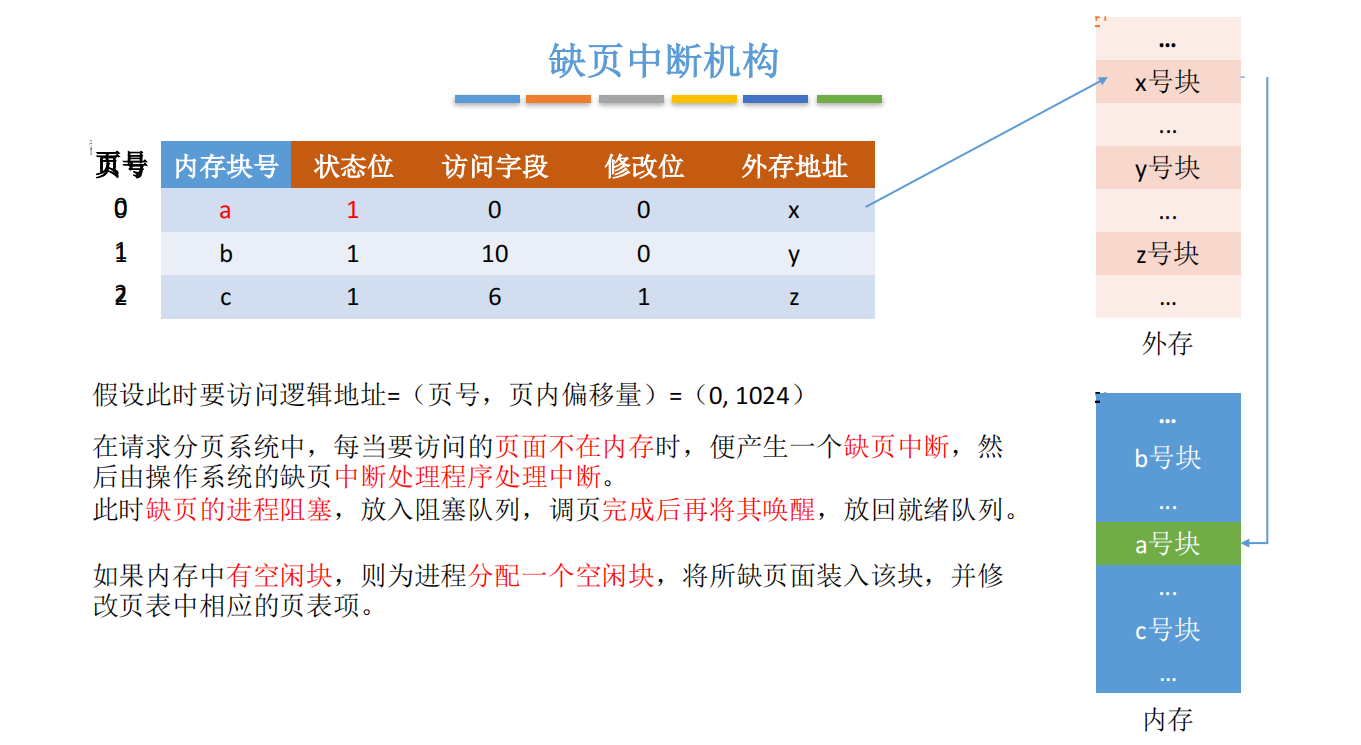 缺页中断机构
页号 内存块号 状态位 访问字段 修改位 外存地址
0 a 1 0 0 x
1 b 1 10 0 y
2 c 1 6 1 z
假设此时要访问逻辑地址=（页号，页内偏移量）=（0, 1024）
在请求分页系统中，每当要访问的页面不在内存时，便产生一个缺页中断，然
后由操作系统的缺页中断处理程序处理中断。
此时缺页的进程阻塞，放入阻塞队列，调页完成后再将其唤醒，放回就绪队列。
如果内存中有空闲块，则为进程分配一个空闲块，将所缺页面装入该块，并修
改页表中相应的页表项。
...
x号块
...
y号块
...
z号块
...
外存
...
b号块
...
a号块
...
c号块
...
内存